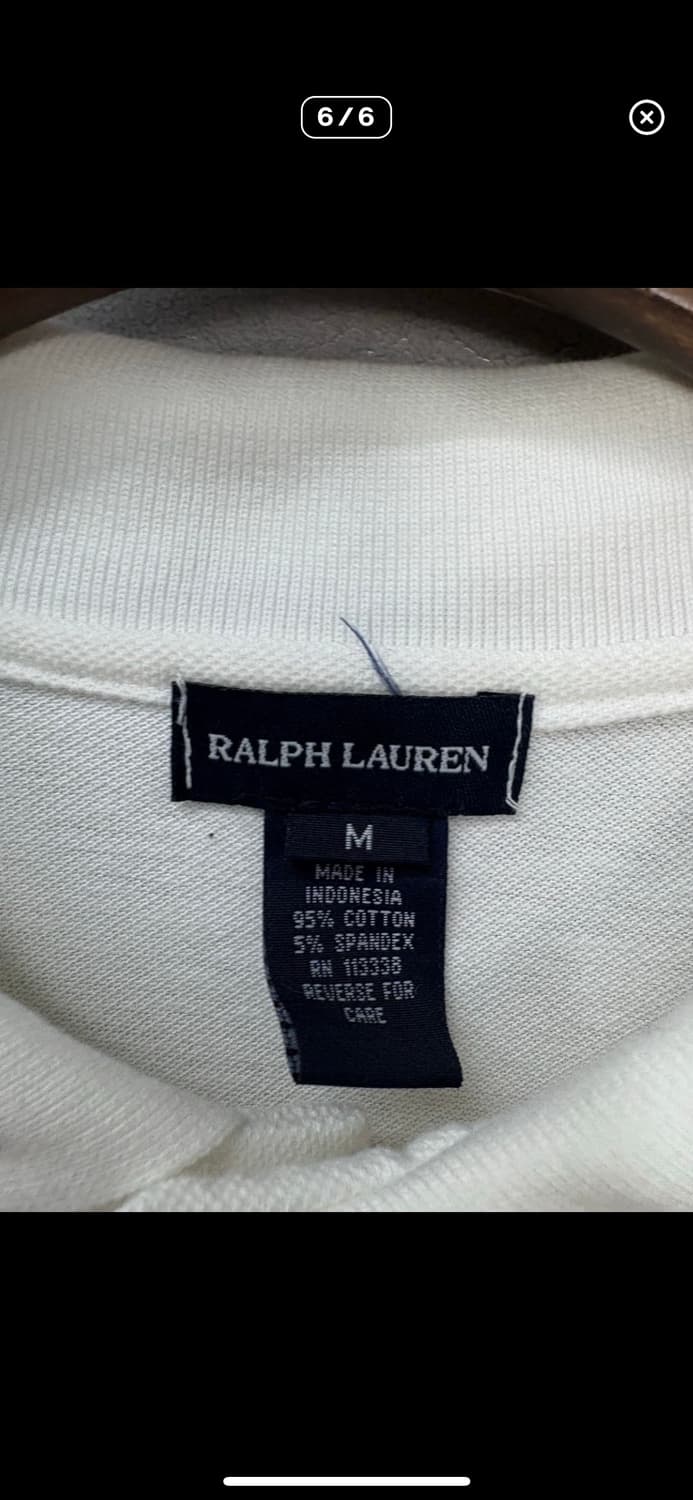 6/6
RALPH LAUREN
M
MADE IN
INDONESIA
95% COTTON
5% SPANDEX
RN 113338
REVERSE FOR
CARE